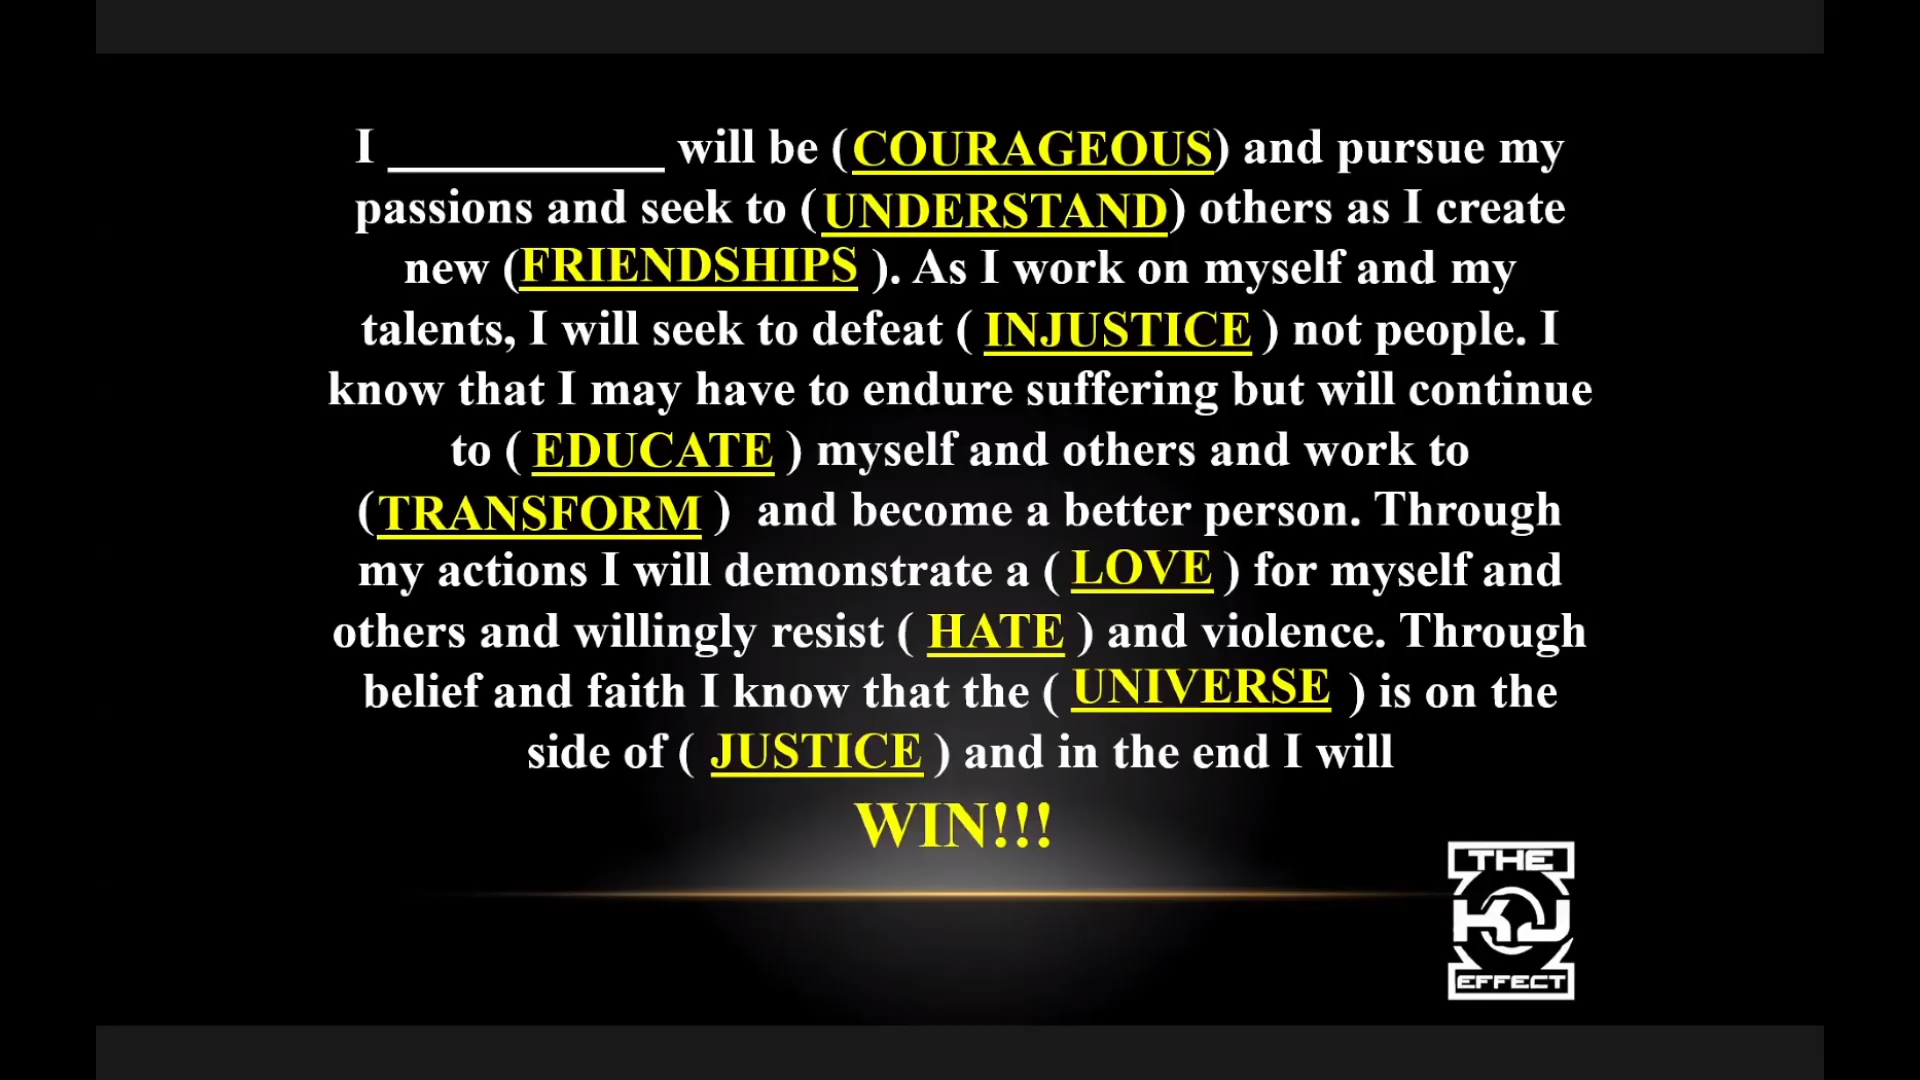 I ___________ will be (COURAGEOUS) and pursue my
passions and seek to (UNDERSTAND) others as I create
new (FRIENDSHIPS ). As I work on myself and my
talents, I will seek to defeat ( INJUSTICE ) not people. I
know that I may have to endure suffering but will continue
to ( EDUCATE ) myself and others and work to
(TRANSFORM ) and become a better person. Through
my actions I will demonstrate a ( LOVE ) for myself and
others and willingly resist ( HATE ) and violence. Through
belief and faith I know that the ( UNIVERSE ) is on the
side of ( JUSTICE ) and in the end I will
WIN!!!
THE
KJ
EFFECT